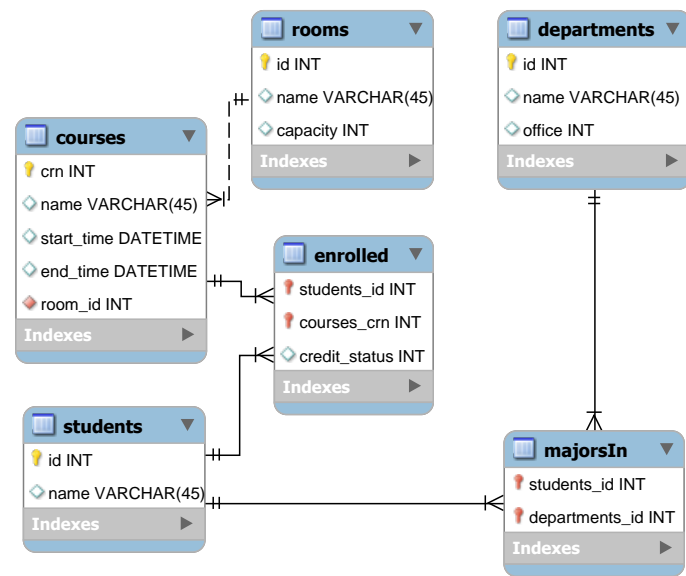 rooms
id INT
name VARCHAR(45)
capacity INT
Indexes
departments
id INT
name VARCHAR(45)
office INT
Indexes
courses
crn INT
name VARCHAR(45)
start_time DATETIME
end_time DATETIME
room_id INT
Indexes
enrolled
students_id INT
courses_crn INT
credit_status INT
Indexes
students
id INT
name VARCHAR(45)
Indexes
majorsIn
students_id INT
departments_id INT
Indexes